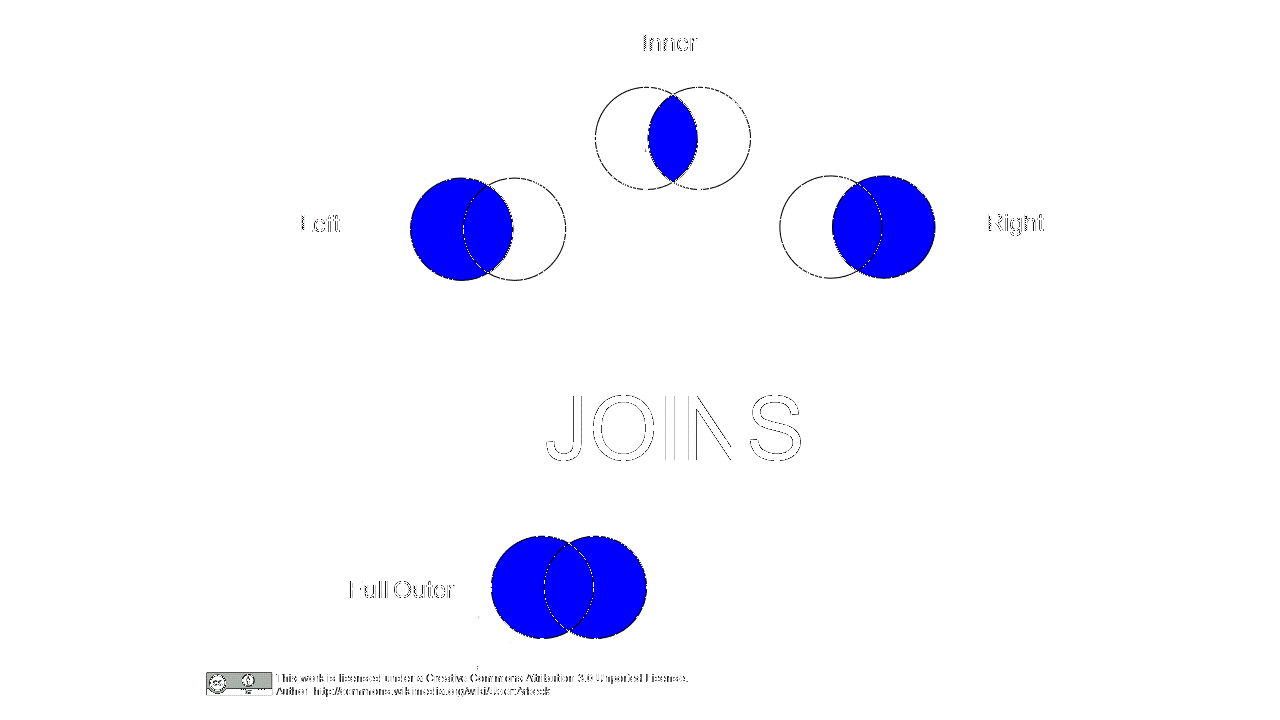 Inner
Left
Right
JOINS
Full Outer
This work is licensed under a Creative Commons Attribution 3.0 Unported License.
Author: http://commons.wikimedia.org/wiki/User:Arbeck